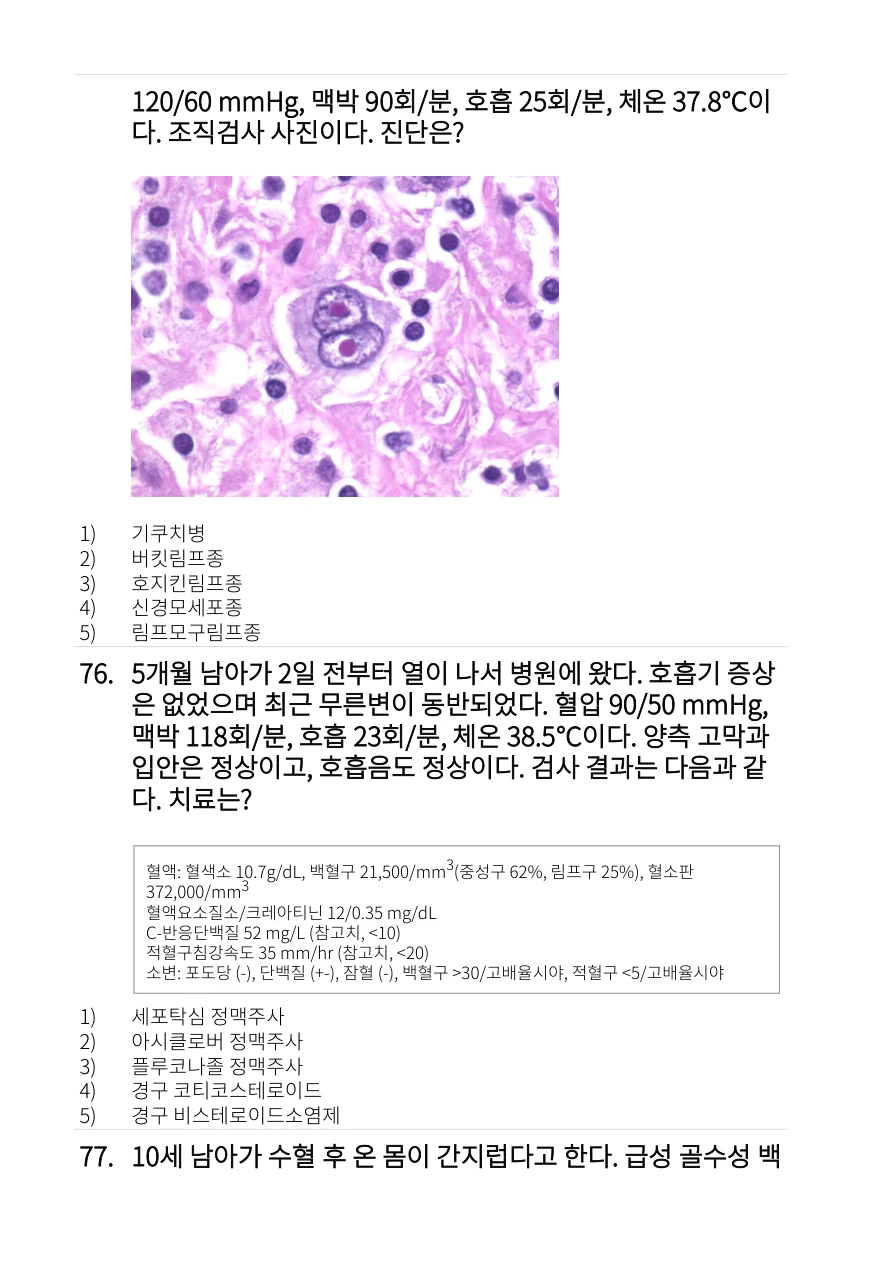 120/60 mmHg, 맥박 90회/분, 호흡 25회/분, 체온 37.8℃이
다. 조직검사 사진이다. 진단은?
1) 기쿠치병
2) 버킷림프종
3) 호지킨림프종
4) 신경모세포종
5) 림프모구림프종
76. 5개월 남아가 2일 전부터 열이 나서 병원에 왔다. 호흡기 증상
은 없었으며 최근 무른변이 동반되었다. 혈압 90/50 mmHg,
맥박 118회/분, 호흡 23회/분, 체온 38.5℃이다. 양측 고막과
입안은 정상이고, 호흡음도 정상이다. 검사 결과는 다음과 같
다. 치료는?
혈액: 혈색소 10.7g/dL, 백혈구 21,500/mm³(중성구 62%, 림프구 25%), 혈소판
372,000/mm³
혈액요소질소/크레아티닌 12/0.35 mg/dL
C-반응단백질 52 mg/L (참고치, <10)
적혈구침강속도 35 mm/hr (참고치, <20)
소변: 포도당 (-), 단백질 (+-), 잠혈 (-), 백혈구 >30/고배율시야, 적혈구 <5/고배율시야
1) 세포탁심 정맥주사
2) 아시클로버 정맥주사
3) 플루코나졸 정맥주사
4) 경구 코티코스테로이드
5) 경구 비스테로이드소염제
77. 10세 남아가 수혈 후 온 몸이 간지럽다고 한다. 급성 골수성 백